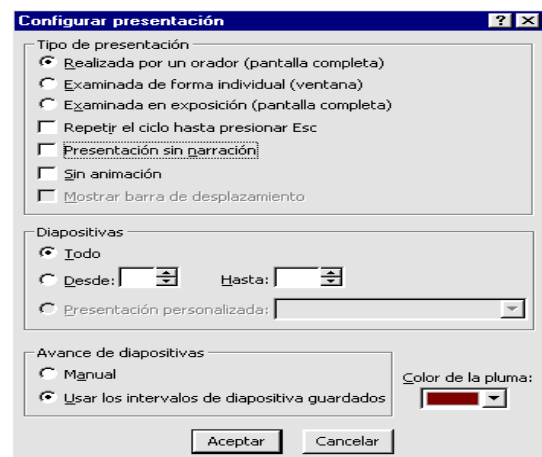 Configurar presentación
Tipo de presentación
Realizada por un orador (pantalla completa)
Examinada de forma individual (ventana)
Examinada en exposición (pantalla completa)
Repetir el ciclo hasta presionar Esc
Presentación sin narración
Sin animación
Mostrar barra de desplazamiento
Diapositivas
Todo
Desde: Hasta:
Presentación personalizada:
Avance de diapositivas
Manual
Usar los intervalos de diapositiva guardados
Color de la pluma:
Aceptar Cancelar